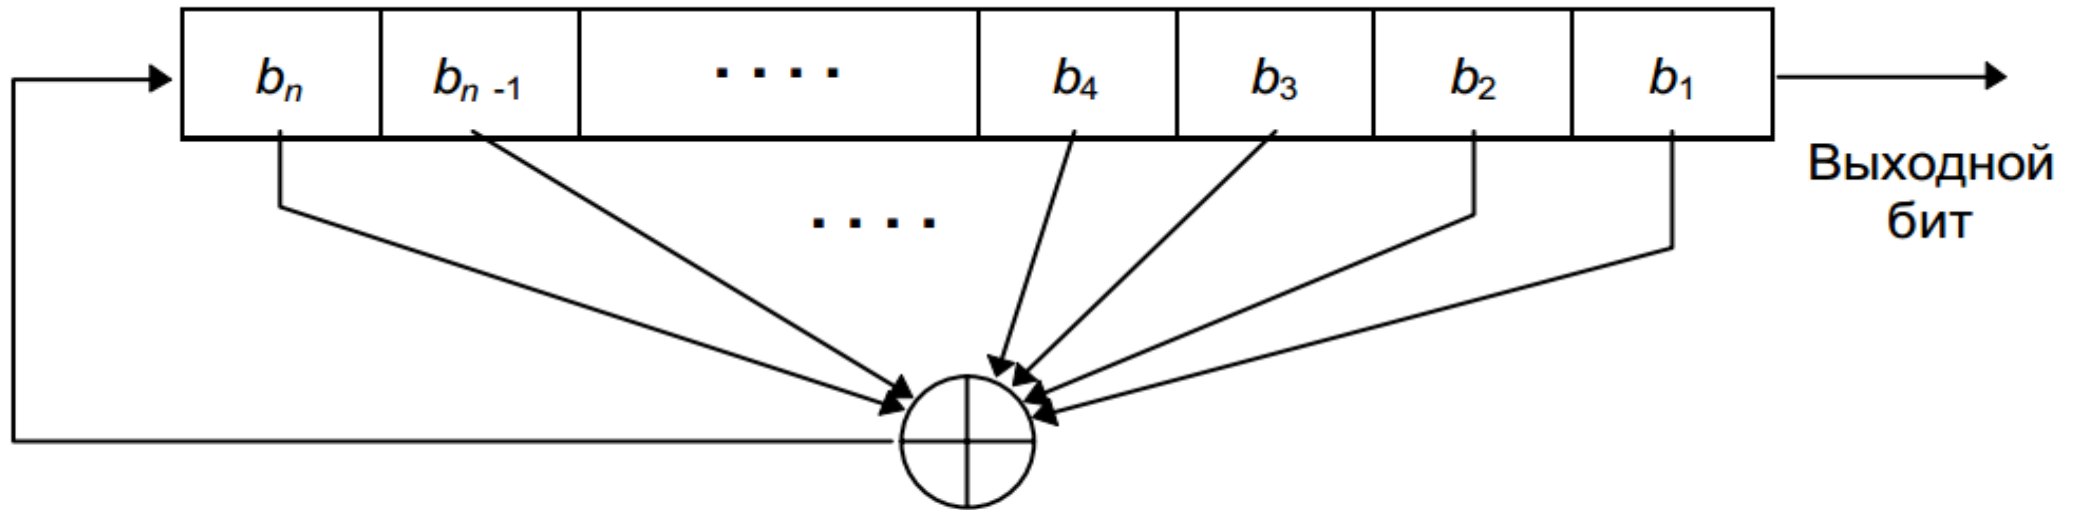 bn bn -1 . . . . b4 b3 b2 b1
. . . .
Выходной
бит